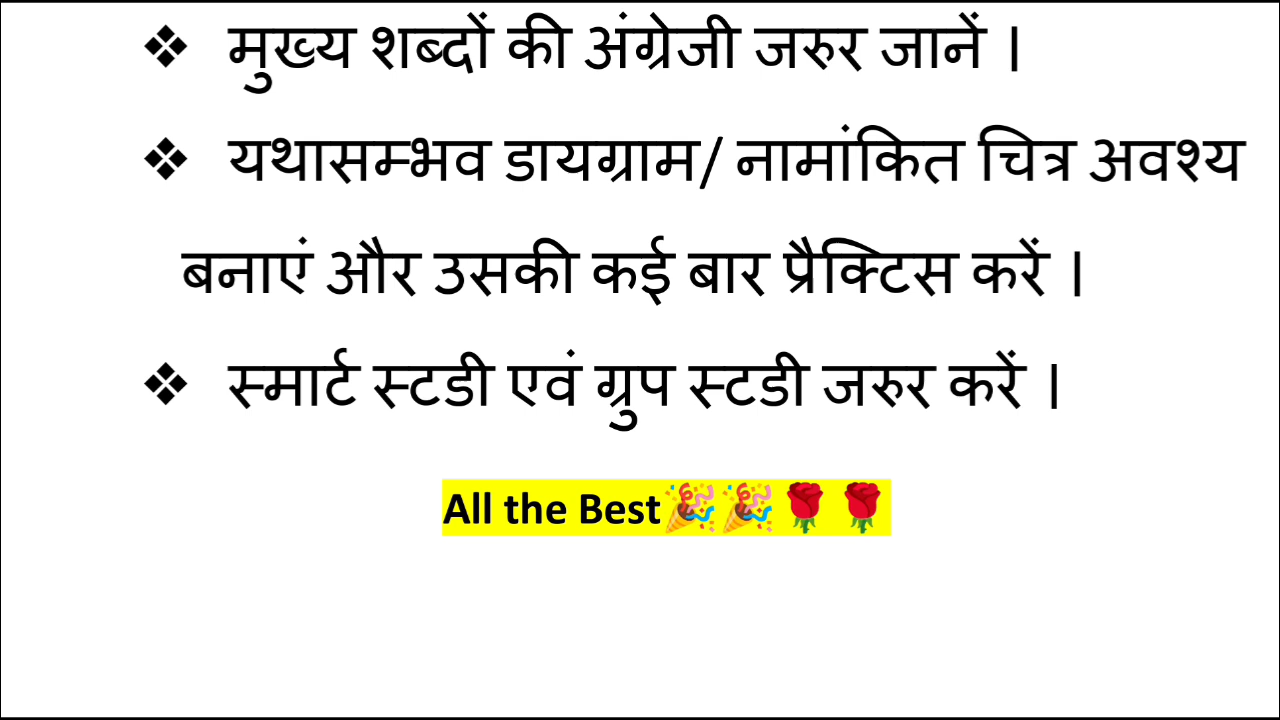 ❖ मुख्य शब्दों की अंग्रेजी जरुर जानें ।
❖ यथासम्भव डायग्राम/ नामांकित चित्र अवश्य
बनाएं और उसकी कई बार प्रैक्टिस करें ।
❖ स्मार्ट स्टडी एवं ग्रुप स्टडी जरुर करें ।
All the Best🎉🎉🌹🌹